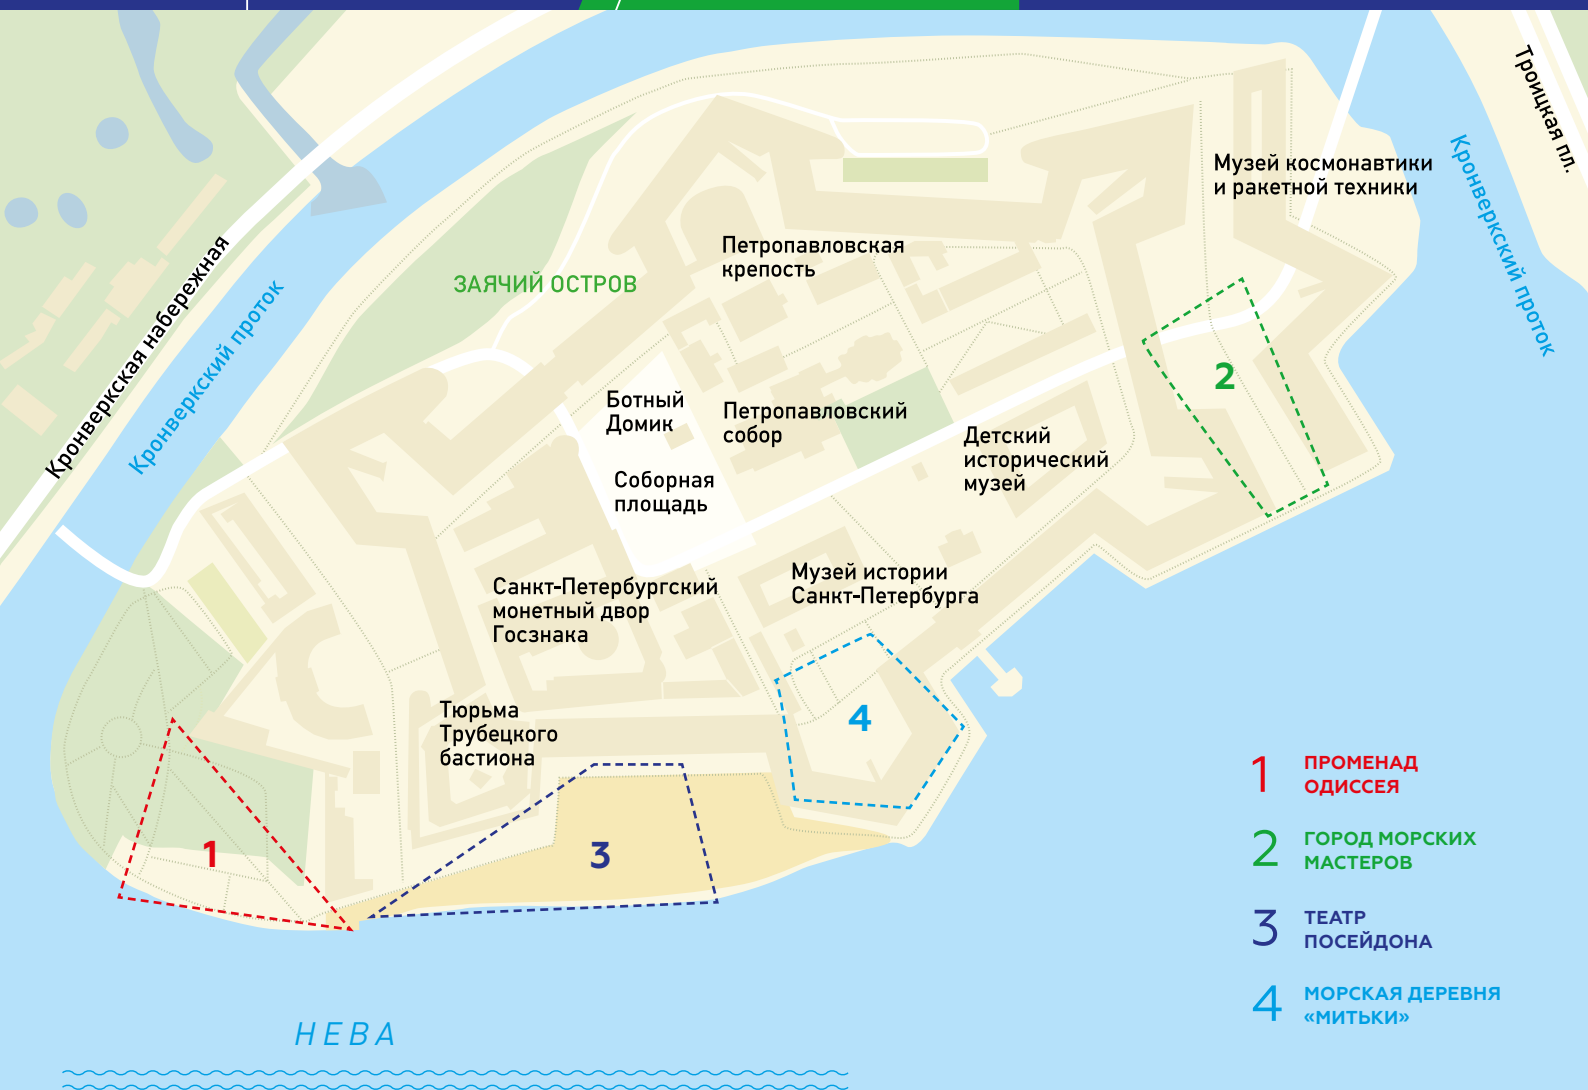 Троицкая пл.
Кронверкский проток
Музей космонавтики
и ракетной техники
Петропавловская
крепость
ЗАЯЧИЙ ОСТРОВ
Кронверкская набережная
Кронверкский проток
2
Ботный
Домик
Петропавловский
собор
Детский
исторический
музей
Соборная
площадь
Санкт-Петербургский
монетный двор
Госзнака
Музей истории
Санкт-Петербурга
Тюрьма
Трубецкого
бастиона
4
1
3
1 ПРОМЕНАД
ОДИССЕЯ
2 ГОРОД МОРСКИХ
МАСТЕРОВ
3 ТЕАТР
ПОСЕЙДОНА
4 МОРСКАЯ ДЕРЕВНЯ
«МИТЬКИ»
НЕВА